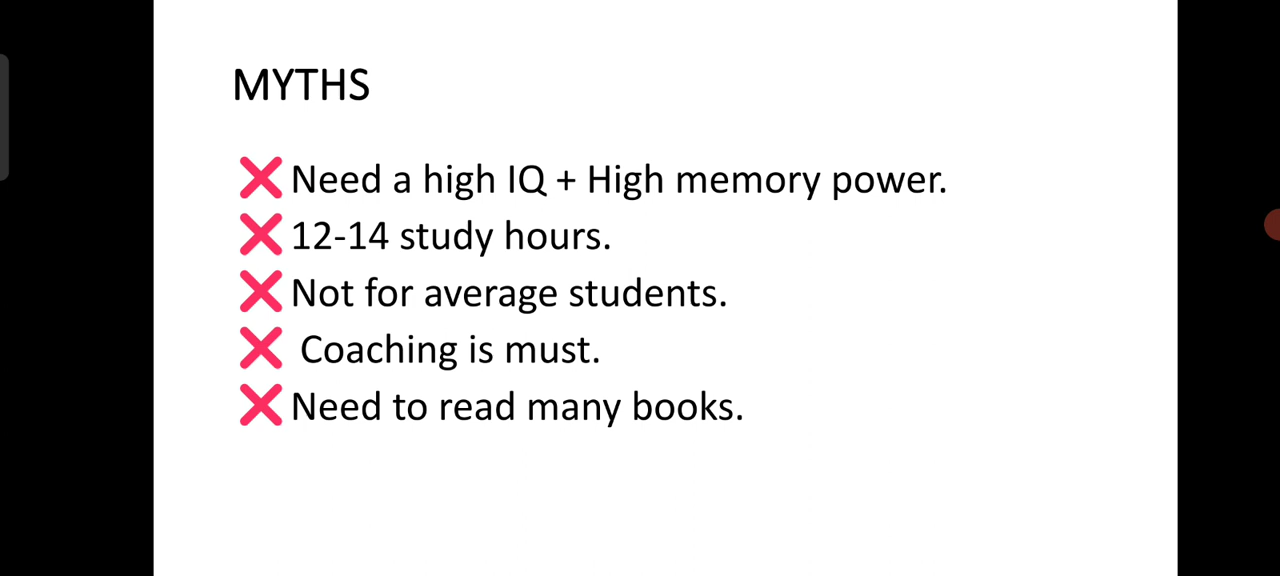 MYTHS
❌ Need a high IQ + High memory power.
❌ 12-14 study hours.
❌ Not for average students.
❌ Coaching is must.
❌ Need to read many books.